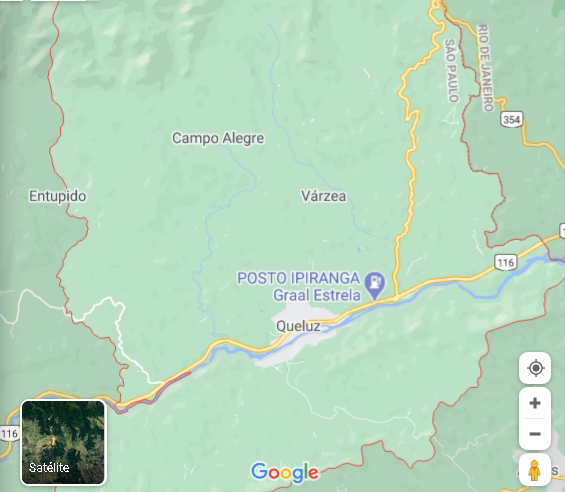 SÃO PAULO
RIO DE JANEIRO
354
Campo Alegre
Entupido
Várzea
116
POSTO IPIRANGA
Graal Estrela
Queluz
116
Satélite
Google